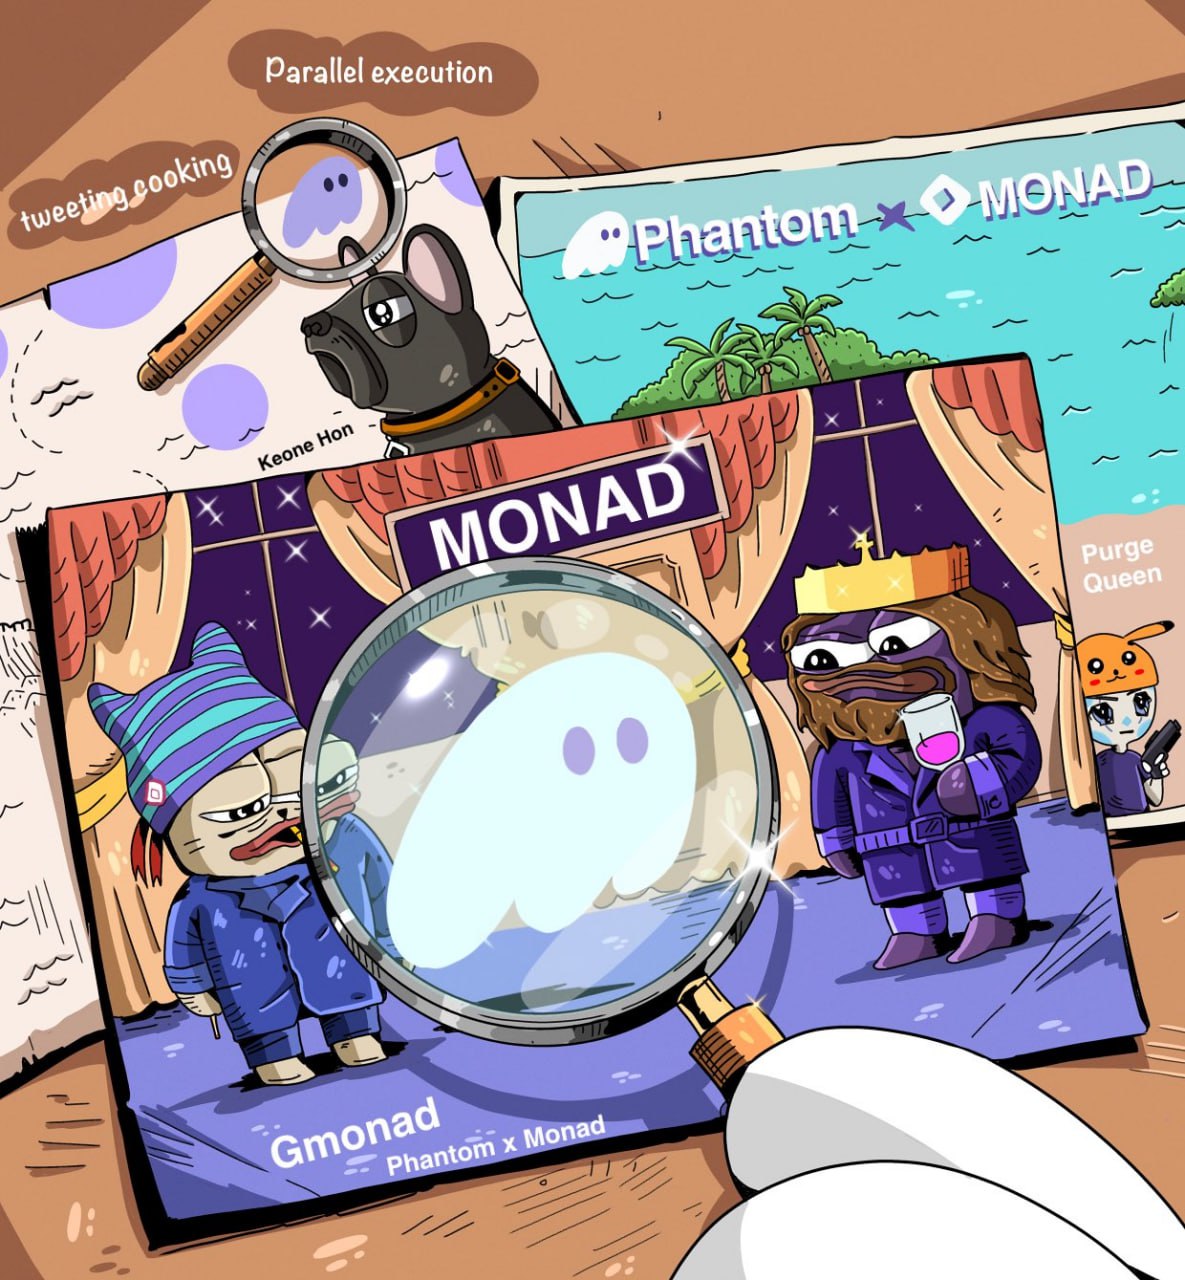 Parallel execution
tweeting cooking
Phantom x MONAD
Keone Hon
MONAD
Purge
Queen
Gmonad
Phantom x Monad